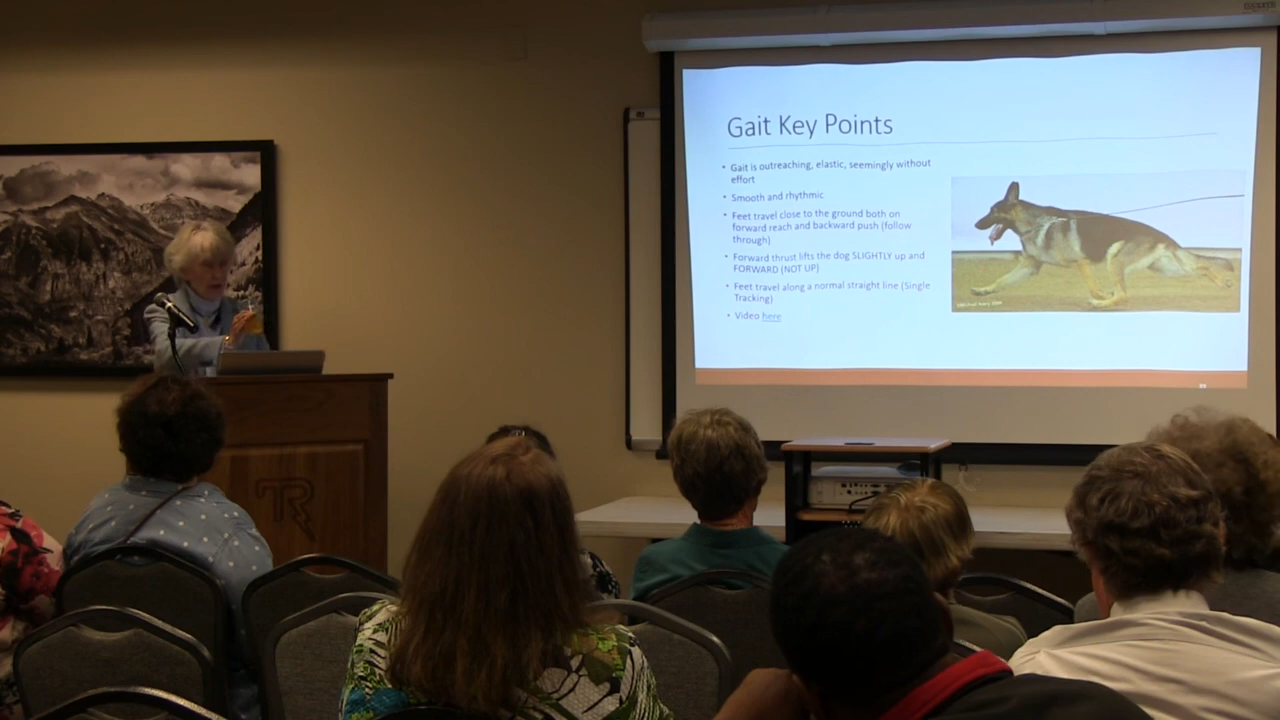 Gait Key Points
• Gait is outreaching, elastic, seemingly without
effort
• Smooth and rhythmic
• Feet travel close to the ground both on
forward reach and backward push (follow
through)
• Forward thrust lifts the dog SLIGHTLY up and
FORWARD (NOT UP)
• Feet travel along a normal straight line (Single
Tracking)
• Video here
TR